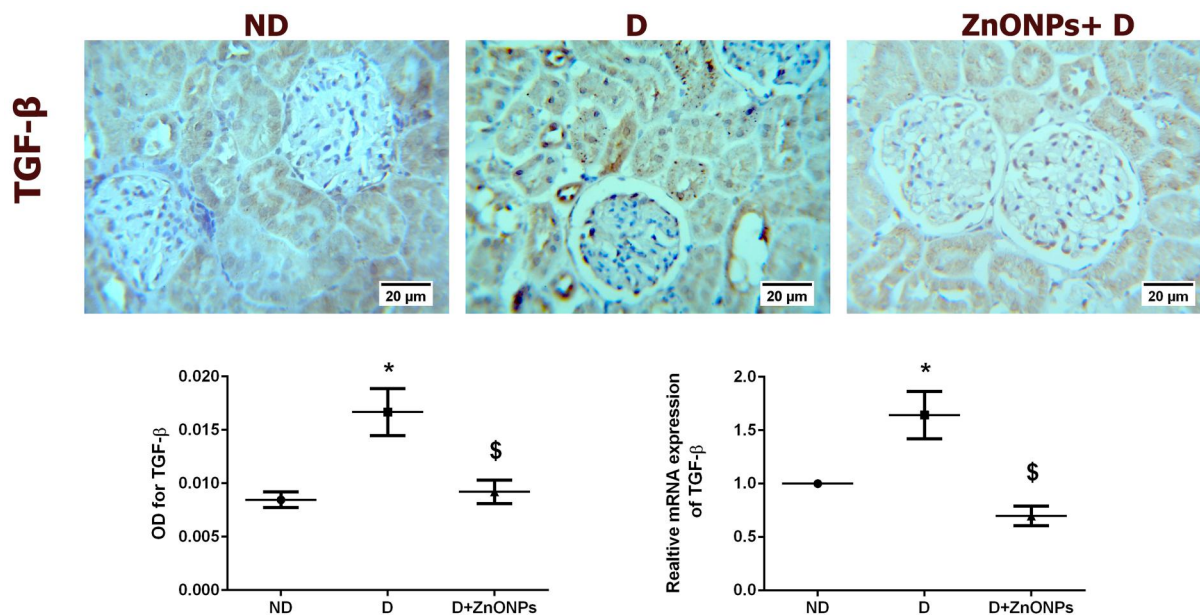 ND
D
ZnONPs+ D
TGF-β
20 µm
20 µm
20 µm
OD for TGF-β
0.020
0.015
0.010
0.005
0.000
*
$
ND
D
D+ZnONPs
Realtive mRNA expression
of TGF-β
2.0
1.5
1.0
0.5
0.0
*
$
ND
D
D+ZnONPs